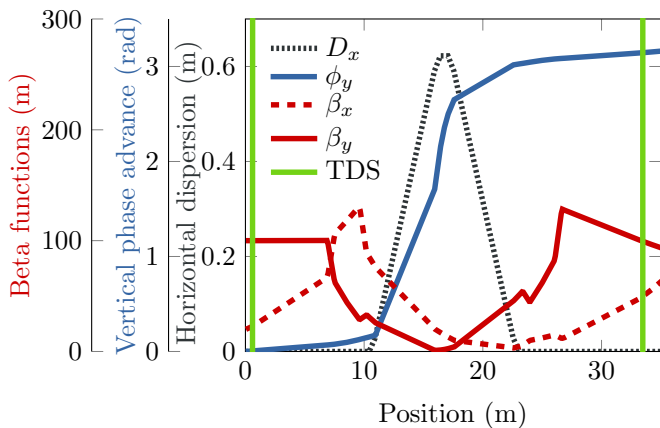 Beta functions (m)
300
200
100
0
Vertical phase advance (rad)
3
2
1
0
Horizontal dispersion (m)
0.6
0.4
0.2
0
D_x
ϕ_y
β_x
β_y
TDS
0 10 20 30
Position (m)